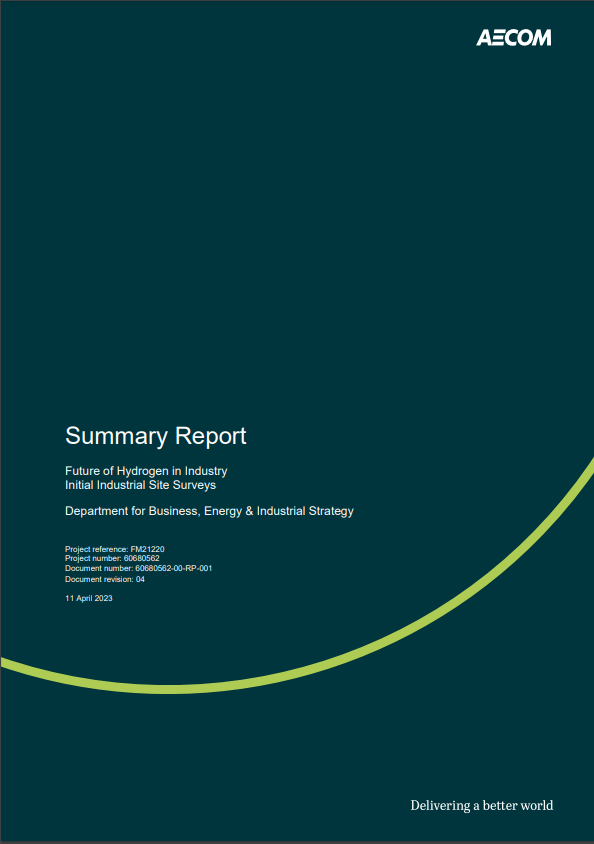 AECOM
Summary Report
Future of Hydrogen in Industry
Initial Industrial Site Surveys
Department for Business, Energy & Industrial Strategy
Project reference: FM21220
Project number: 60680562
Document number: 60680562-00-RP-001
Document revision: 04
11 April 2023
Delivering a better world